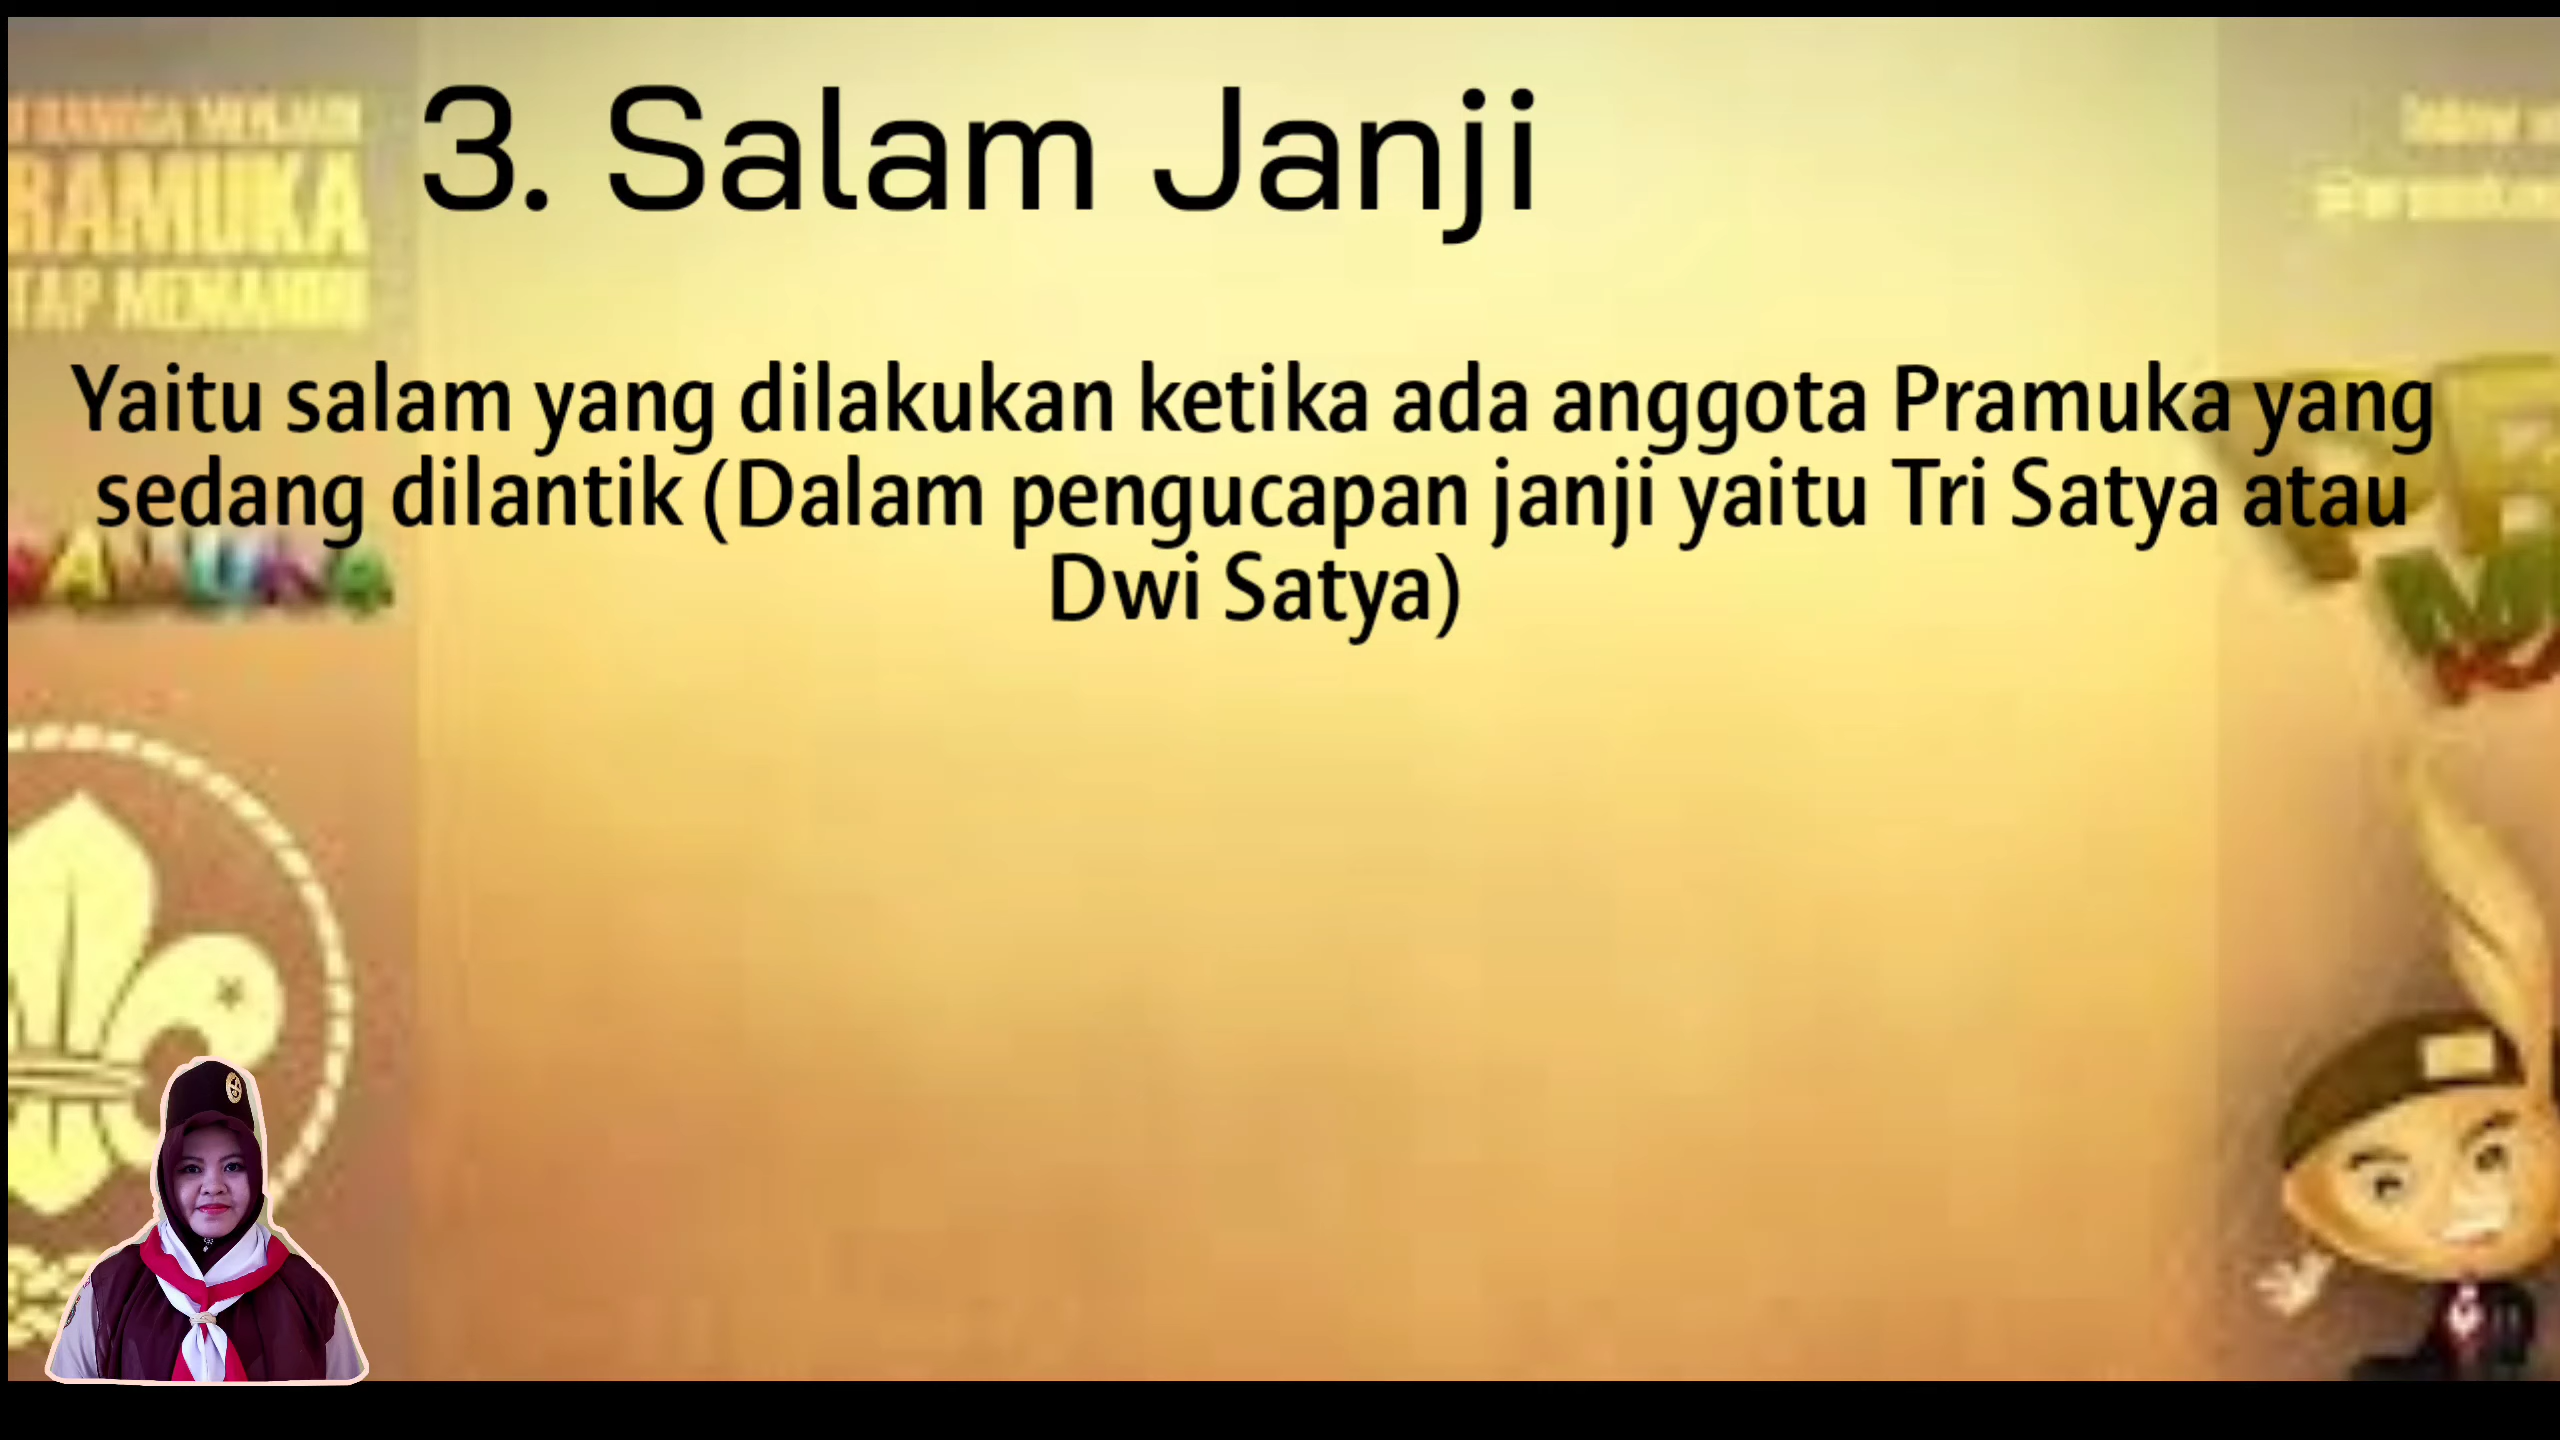 3. Salam Janji
RAMUKA
Yaitu salam yang dilakukan ketika ada anggota Pramuka yang
sedang dilantik (Dalam pengucapan janji yaitu Tri Satya atau
Dwi Satya)